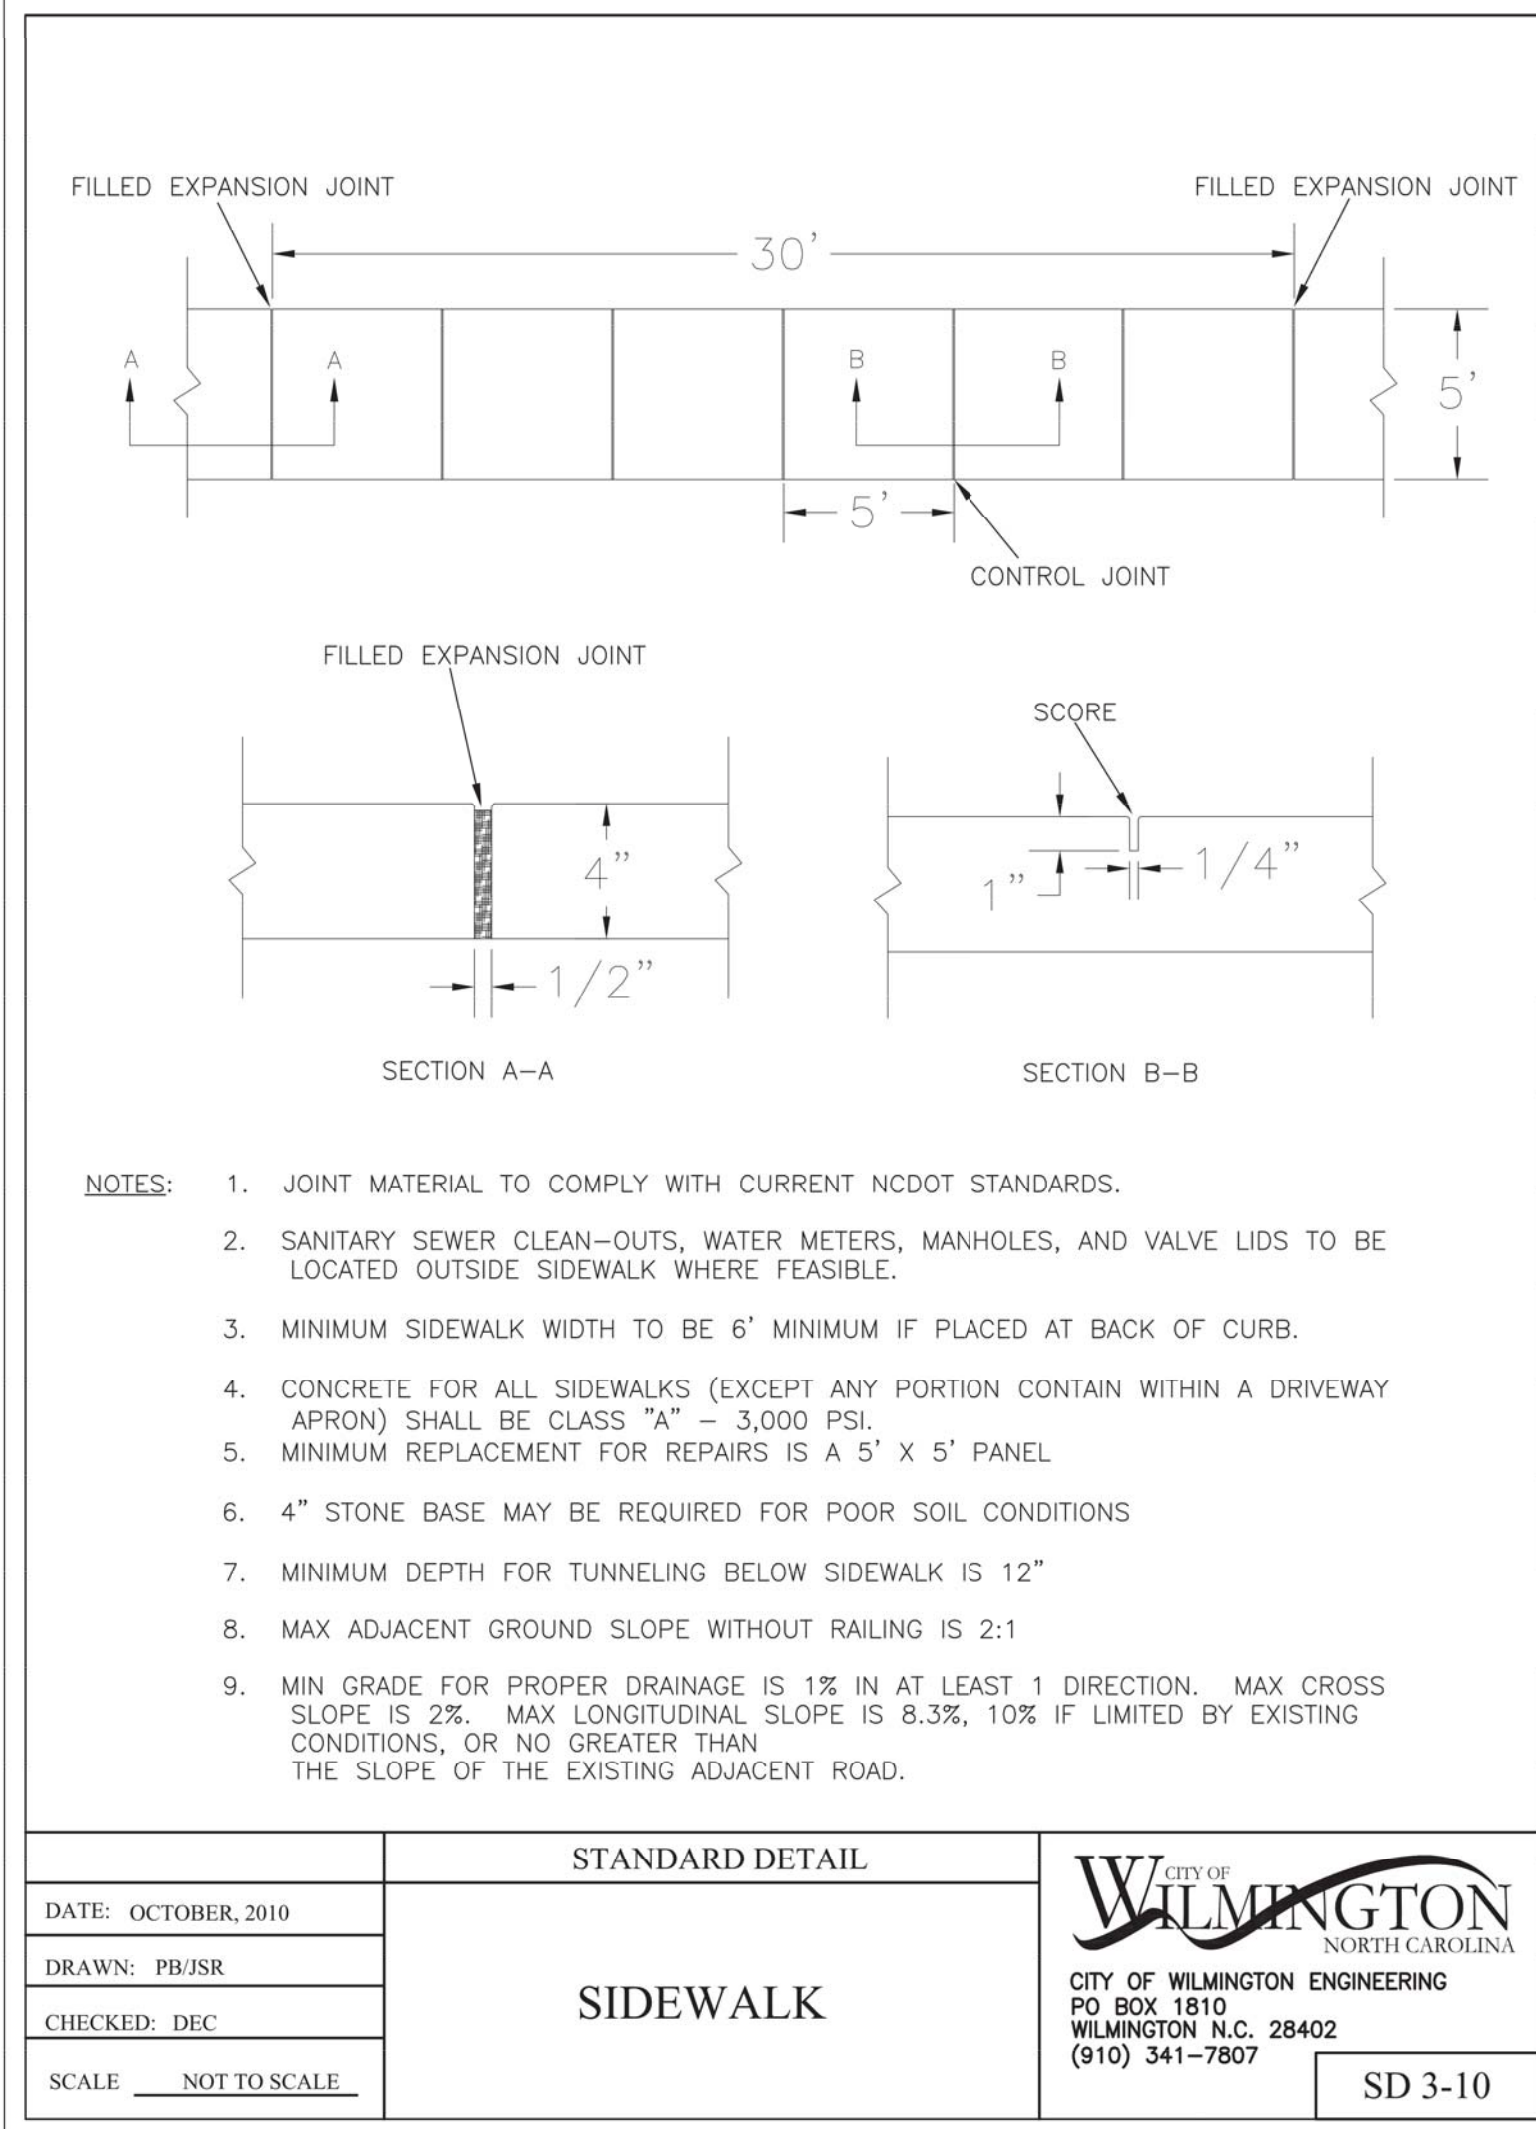 FILLED EXPANSION JOINT
FILLED EXPANSION JOINT
30'
A
A
B
B
5'
5'
CONTROL JOINT
FILLED EXPANSION JOINT
SCORE
4"
1"
1/4"
1/2"
SECTION A-A
SECTION B-B
NOTES:
1. JOINT MATERIAL TO COMPLY WITH CURRENT NCDOT STANDARDS.
2. SANITARY SEWER CLEAN-OUTS, WATER METERS, MANHOLES, AND VALVE LIDS TO BE
LOCATED OUTSIDE SIDEWALK WHERE FEASIBLE.
3. MINIMUM SIDEWALK WIDTH TO BE 6' MINIMUM IF PLACED AT BACK OF CURB.
4. CONCRETE FOR ALL SIDEWALKS (EXCEPT ANY PORTION CONTAIN WITHIN A DRIVEWAY
APRON) SHALL BE CLASS "A" - 3,000 PSI.
5. MINIMUM REPLACEMENT FOR REPAIRS IS A 5' X 5' PANEL
6. 4" STONE BASE MAY BE REQUIRED FOR POOR SOIL CONDITIONS
7. MINIMUM DEPTH FOR TUNNELING BELOW SIDEWALK IS 12"
8. MAX ADJACENT GROUND SLOPE WITHOUT RAILING IS 2:1
9. MIN GRADE FOR PROPER DRAINAGE IS 1% IN AT LEAST 1 DIRECTION. MAX CROSS
SLOPE IS 2%. MAX LONGITUDINAL SLOPE IS 8.3%, 10% IF LIMITED BY EXISTING
CONDITIONS, OR NO GREATER THAN
THE SLOPE OF THE EXISTING ADJACENT ROAD.
DATE: OCTOBER, 2010
DRAWN: PB/JSR
CHECKED: DEC
SCALE NOT TO SCALE
STANDARD DETAIL
SIDEWALK
CITY OF
WILMINGTON
NORTH CAROLINA
CITY OF WILMINGTON ENGINEERING
PO BOX 1810
WILMINGTON N.C. 28402
(910) 341-7807
SD 3-10